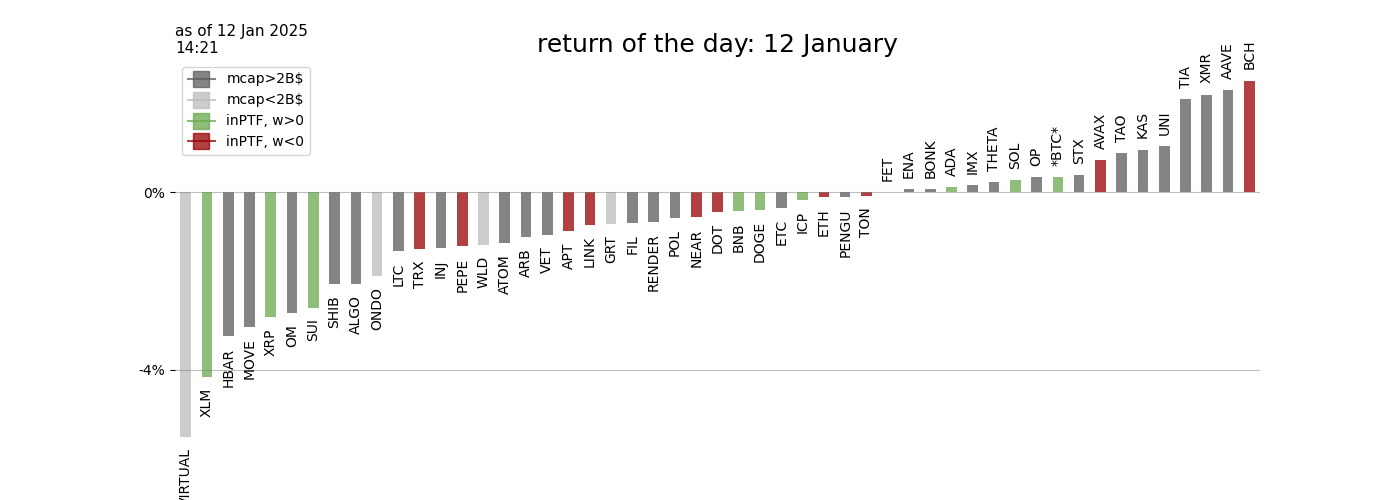 as of 12 Jan 2025
14:21
return of the day: 12 January
mcap>2B$
mcap<2B$
inPTF, w>0
inPTF, w<0
0%
-4%
VIRTUAL
XLM
HBAR
MOVE
XRP
OM
SUI
SHIB
ALGO
ONDO
LTC
TRX
INJ
PEPE
WLD
ATOM
ARB
VET
APT
LINK
GRT
FIL
RENDER
POL
NEAR
DOT
BNB
DOGE
ETC
ICP
ETH
PENGU
TON
FET
ENA
BONK
ADA
IMX
THETA
SOL
OP
*BTC*
STX
AVAX
TAO
KAS
UNI
TIA
XMR
AAVE
BCH